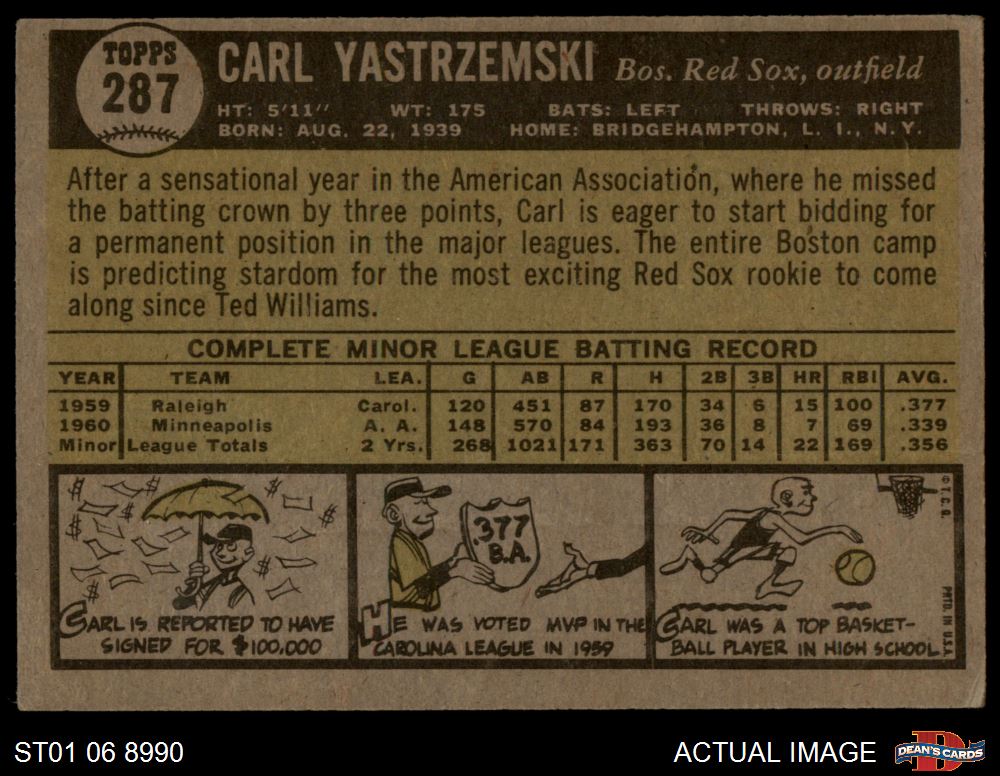 TOPPS
287
CARL YASTRZEMSKI Bos. Red Sox, outfield
HT: 5'11" WT: 175 BATS: LEFT THROWS: RIGHT
BORN: AUG. 22, 1939 HOME: BRIDGEHAMPTON, L. I., N. Y.
After a sensational year in the American Association, where he missed
the batting crown by three points, Carl is eager to start bidding for
a permanent position in the major leagues. The entire Boston camp
is predicting stardom for the most exciting Red Sox rookie to come
along since Ted Williams.
COMPLETE MINOR LEAGUE BATTING RECORD
YEAR TEAM LEA. G AB R H 2B 3B HR RBI AVG.
1959 Raleigh Carol. 120 451 87 170 34 6 15 100 .377
1960 Minneapolis A. A. 148 570 84 193 36 8 7 69 .339
Minor League Totals 2 Yrs. 268 1021 171 363 70 14 22 169 .356
$ $ $ $ $
CARL IS REPORTED TO HAVE
SIGNED FOR $100,000
.377
B.A.
HE WAS VOTED MVP IN THE
CAROLINA LEAGUE IN 1959
CARL WAS A TOP BASKET-
BALL PLAYER IN HIGH SCHOOL.
© T. C. G.
PRTD. IN U.S.A.
ST01 06 8990
ACTUAL IMAGE
D
DEAN'S CARDS